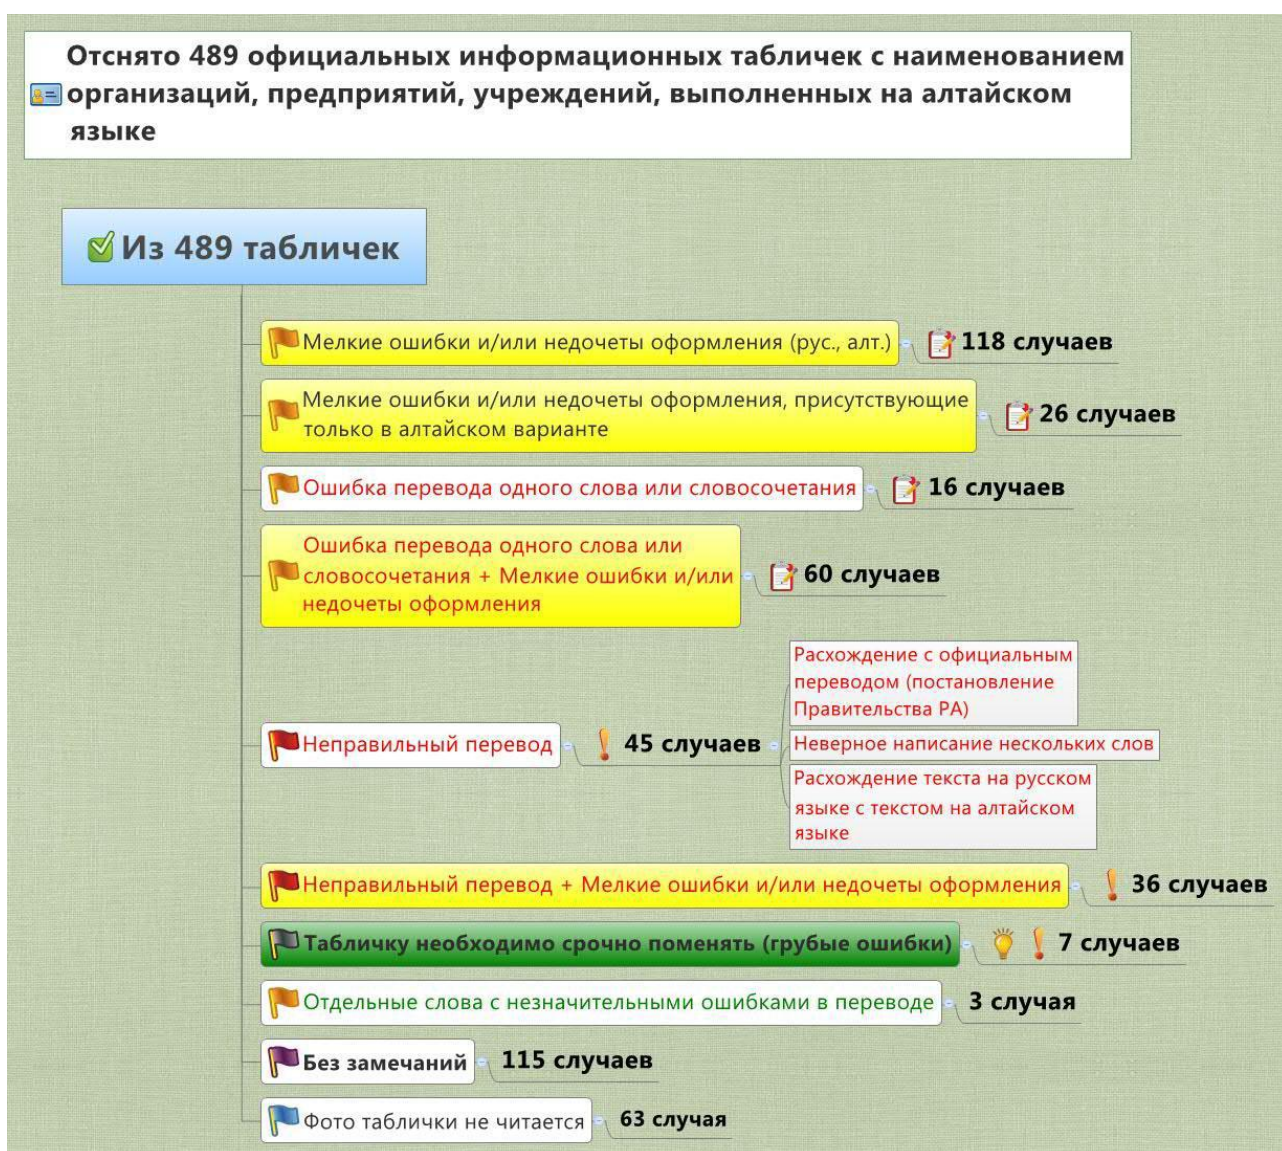 Отснято 489 официальных информационных табличек с наименованием
организаций, предприятий, учреждений, выполненных на алтайском
языке
Из 489 табличек
Мелкие ошибки и/или недочеты оформления (рус., алт.)
118 случаев
Мелкие ошибки и/или недочеты оформления, присутствующие
только в алтайском варианте
26 случаев
Ошибка перевода одного слова или словосочетания
16 случаев
Ошибка перевода одного слова или
словосочетания + Мелкие ошибки и/или
недочеты оформления
60 случаев
Неправильный перевод
45 случаев
Расхождение с официальным
переводом (постановление
Правительства РА)
Неверное написание нескольких слов
Расхождение текста на русском
языке с текстом на алтайском
языке
Неправильный перевод + Мелкие ошибки и/или недочеты оформления
36 случаев
Табличку необходимо срочно поменять (грубые ошибки)
7 случаев
Отдельные слова с незначительными ошибками в переводе
3 случая
Без замечаний
115 случаев
Фото таблички не читается
63 случая